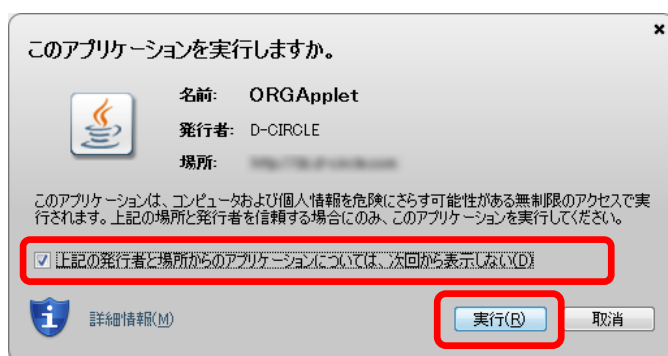 このアプリケーションを実行しますか。
名前: ORGApplet
発行者: D-CIRCLE
場所:
このアプリケーションは、コンピュータおよび個人情報を危険にさらす可能性がある無制限のアクセスで実
行されます。上記の場所と発行者を信頼する場合にのみ、このアプリケーションを実行してください。
上記の発行者と場所からのアプリケーションについては、次回から表示しない(D)
詳細情報(M)
実行(R) 取消